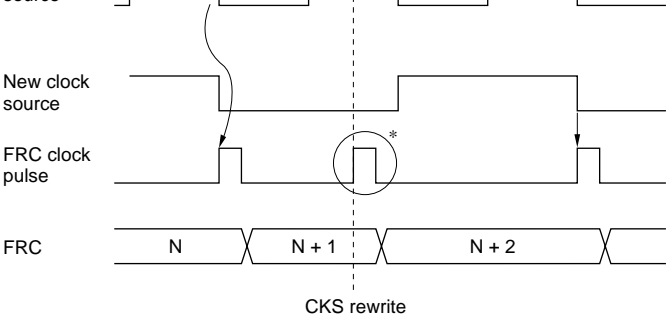 source
New clock
source
FRC clock
pulse
*
FRC
N
N + 1
N + 2
CKS rewrite